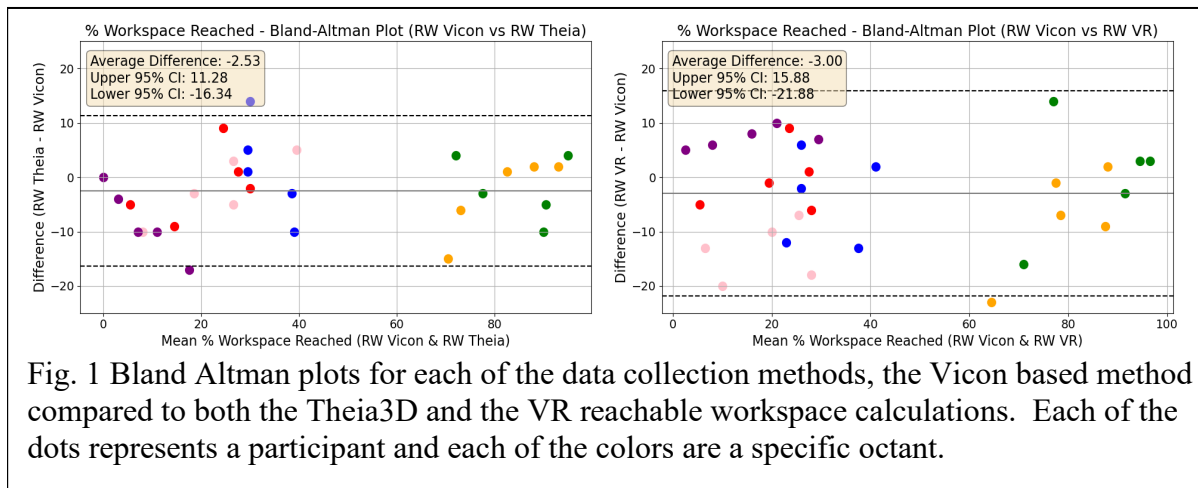 % Workspace Reached - Bland-Altman Plot (RW Vicon vs RW Theia)
Average Difference: -2.53
Upper 95% CI: 11.28
Lower 95% CI: -16.34
Difference (RW Theia - RW Vicon)
20
10
0
−10
−20
0
20
40
60
80
Mean % Workspace Reached (RW Vicon & RW Theia)
% Workspace Reached - Bland-Altman Plot (RW Vicon vs RW VR)
Average Difference: -3.00
Upper 95% CI: 15.88
Lower 95% CI: -21.88
Difference (RW VR - RW Vicon)
20
10
0
−10
−20
0
20
40
60
80
100
Mean % Workspace Reached (RW Vicon & RW VR)
Fig. 1 Bland Altman plots for each of the data collection methods, the Vicon based method
compared to both the Theia3D and the VR reachable workspace calculations.  Each of the
dots represents a participant and each of the colors are a specific octant.